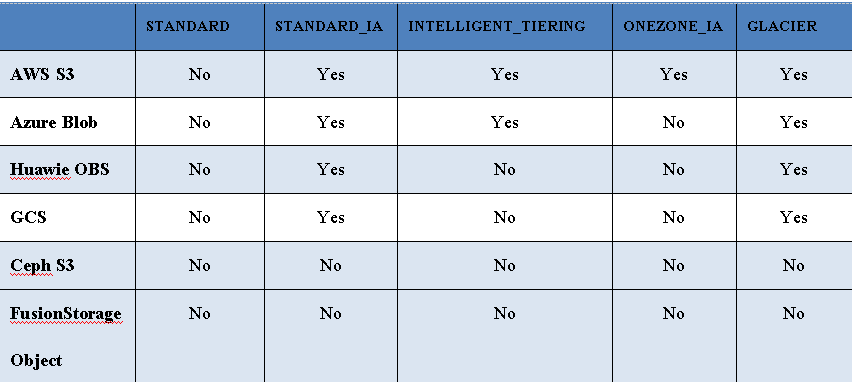 STANDARD STANDARD_IA INTELLIGENT_TIERING ONEZONE_IA GLACIER
AWS S3 No Yes Yes Yes Yes
Azure Blob No Yes Yes No Yes
Huawie OBS No Yes No No Yes
GCS No Yes No No Yes
Ceph S3 No No No No No
FusionStorage No No No No No
Object